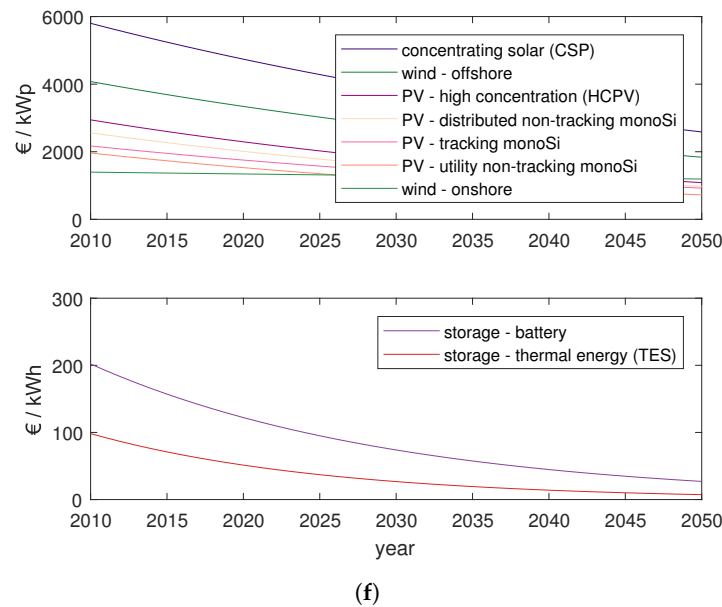 6000
4000
2000
0
€ / kWp
concentrating solar (CSP)
wind - offshore
PV - high concentration (HCPV)
PV - distributed non-tracking monoSi
PV - tracking monoSi
PV - utility non-tracking monoSi
wind - onshore
2010 2015 2020 2025 2030 2035 2040 2045 2050
300
200
100
0
€ / kWh
storage - battery
storage - thermal energy (TES)
2010 2015 2020 2025 2030 2035 2040 2045 2050
year
(f)